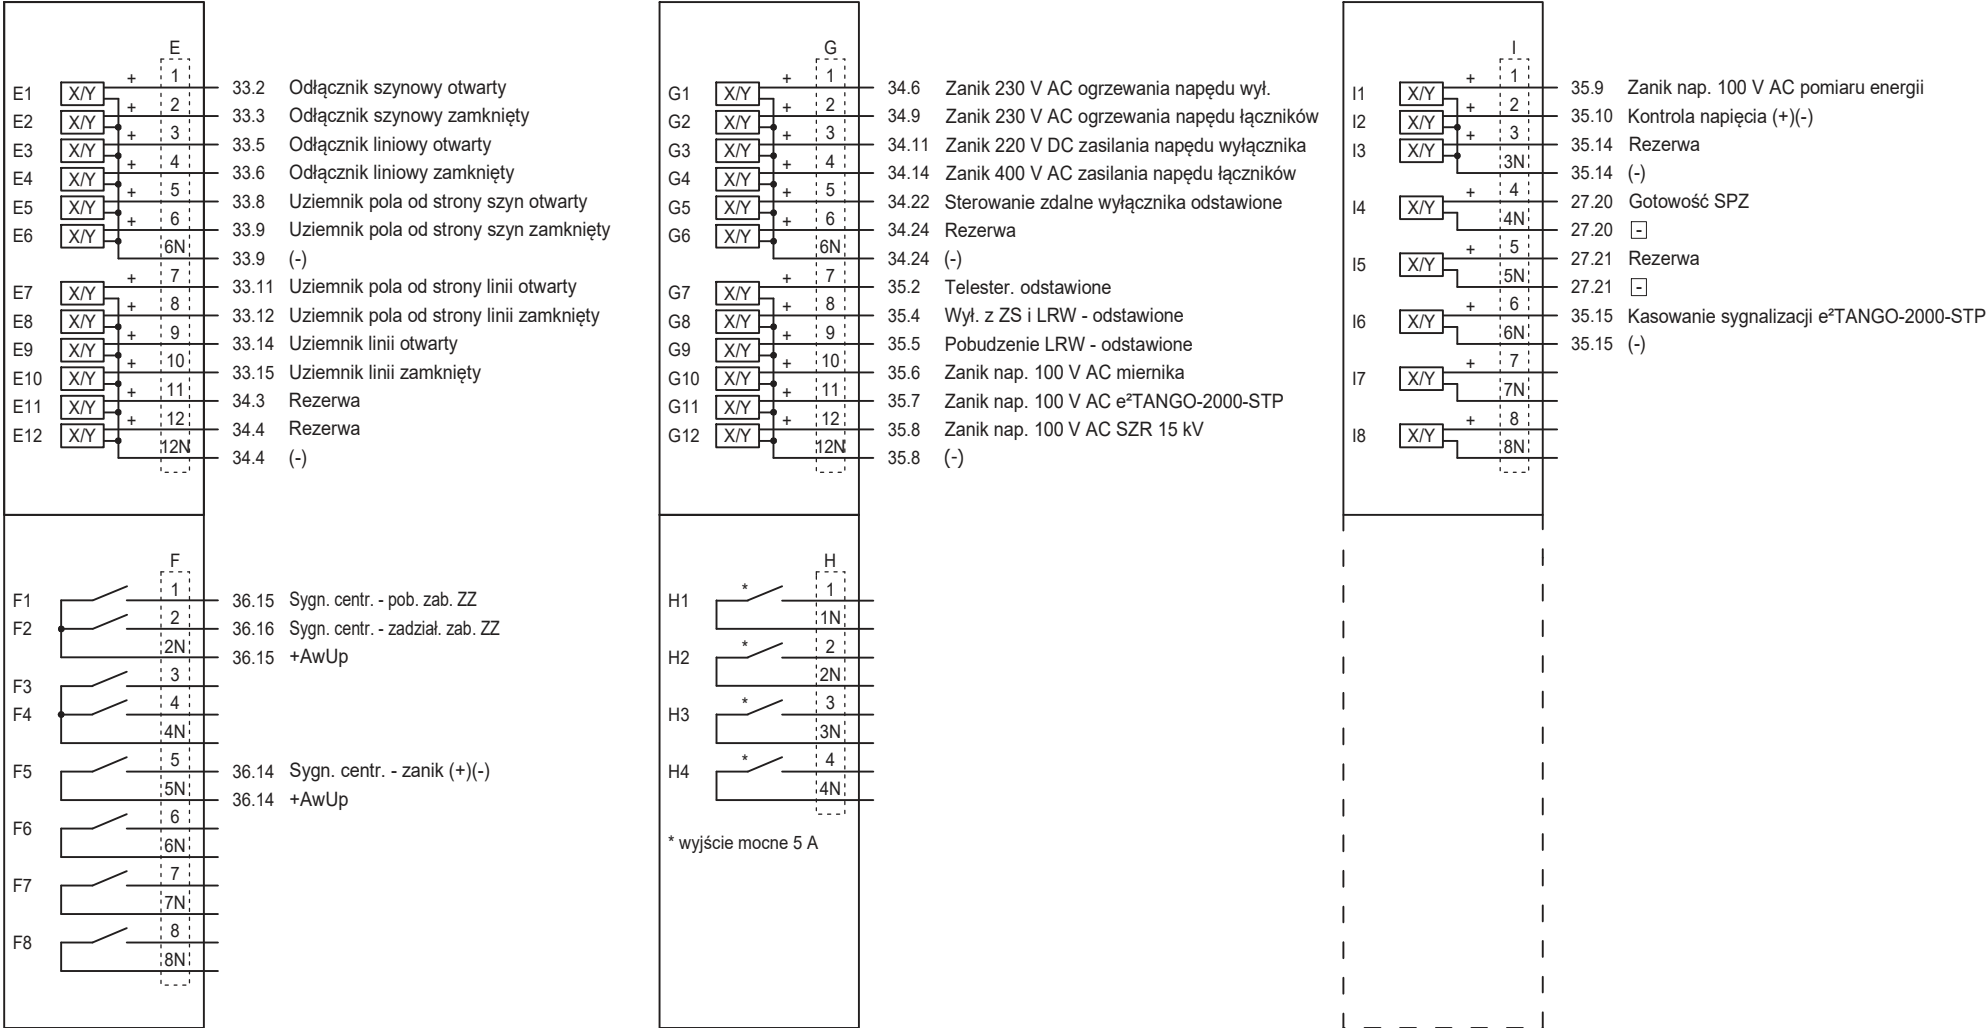 E
E1 X/Y + 1 33.2 Odłącznik szynowy otwarty
E2 X/Y + 2 33.3 Odłącznik szynowy zamknięty
E3 X/Y + 3 33.5 Odłącznik liniowy otwarty
E4 X/Y + 4 33.6 Odłącznik liniowy zamknięty
E5 X/Y + 5 33.8 Uziemnik pola od strony szyn otwarty
E6 X/Y + 6 33.9 Uziemnik pola od strony szyn zamknięty
6N 33.9 (-)
E7 X/Y + 7 33.11 Uziemnik pola od strony linii otwarty
E8 X/Y + 8 33.12 Uziemnik pola od strony linii zamknięty
E9 X/Y + 9 33.14 Uziemnik linii otwarty
E10 X/Y + 10 33.15 Uziemnik linii zamknięty
E11 X/Y + 11 34.3 Rezerwa
E12 X/Y + 12 34.4 Rezerwa
12N 34.4 (-)
F
F1 1 36.15 Sygn. centr. - pob. zab. ZZ
F2 2 36.16 Sygn. centr. - zadział. zab. ZZ
2N 36.15 +AwUp
F3 3
F4 4
4N
F5 5 36.14 Sygn. centr. - zanik (+)(-)
5N 36.14 +AwUp
F6 6
6N
F7 7
7N
F8 8
8N
G
G1 X/Y + 1 34.6 Zanik 230 V AC ogrzewania napędu wył.
G2 X/Y + 2 34.9 Zanik 230 V AC ogrzewania napędu łączników
G3 X/Y + 3 34.11 Zanik 220 V DC zasilania napędu wyłącznika
G4 X/Y + 4 34.14 Zanik 400 V AC zasilania napędu łączników
G5 X/Y + 5 34.22 Sterowanie zdalne wyłącznika odstawione
G6 X/Y + 6 34.24 Rezerwa
6N 34.24 (-)
G7 X/Y + 7 35.2 Telester. odstawione
G8 X/Y + 8 35.4 Wył. z ZS i LRW - odstawione
G9 X/Y + 9 35.5 Pobudzenie LRW - odstawione
G10 X/Y + 10 35.6 Zanik nap. 100 V AC miernika
G11 X/Y + 11 35.7 Zanik nap. 100 V AC e²TANGO-2000-STP
G12 X/Y + 12 35.8 Zanik nap. 100 V AC SZR 15 kV
12N 35.8 (-)
H
H1 * 1
1N
H2 * 2
2N
H3 * 3
3N
H4 * 4
4N
* wyjście mocne 5 A
I
I1 X/Y + 1 35.9 Zanik nap. 100 V AC pomiaru energii
I2 X/Y + 2 35.10 Kontrola napięcia (+)(-)
I3 X/Y + 3 35.14 Rezerwa
3N 35.14 (-)
I4 X/Y + 4 27.20 Gotowość SPZ
4N 27.20 -
I5 X/Y + 5 27.21 Rezerwa
5N 27.21 -
I6 X/Y + 6 35.15 Kasowanie sygnalizacji e²TANGO-2000-STP
6N 35.15 (-)
I7 X/Y + 7
7N
I8 X/Y + 8
8N